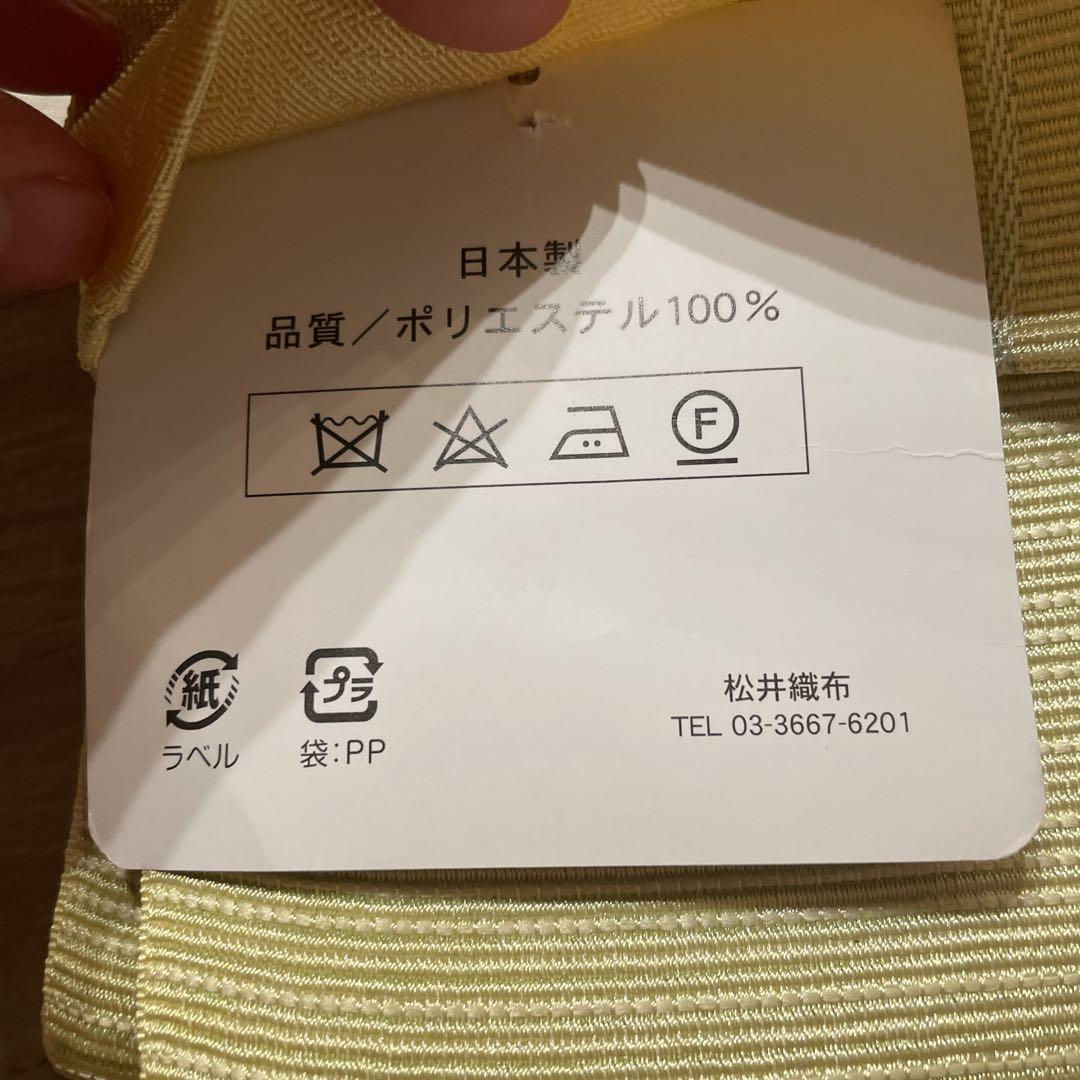 日本製
品質／ポリエステル100%
F
紙
ラベル
プラ
袋:PP
松井織布
TEL 03-3667-6201